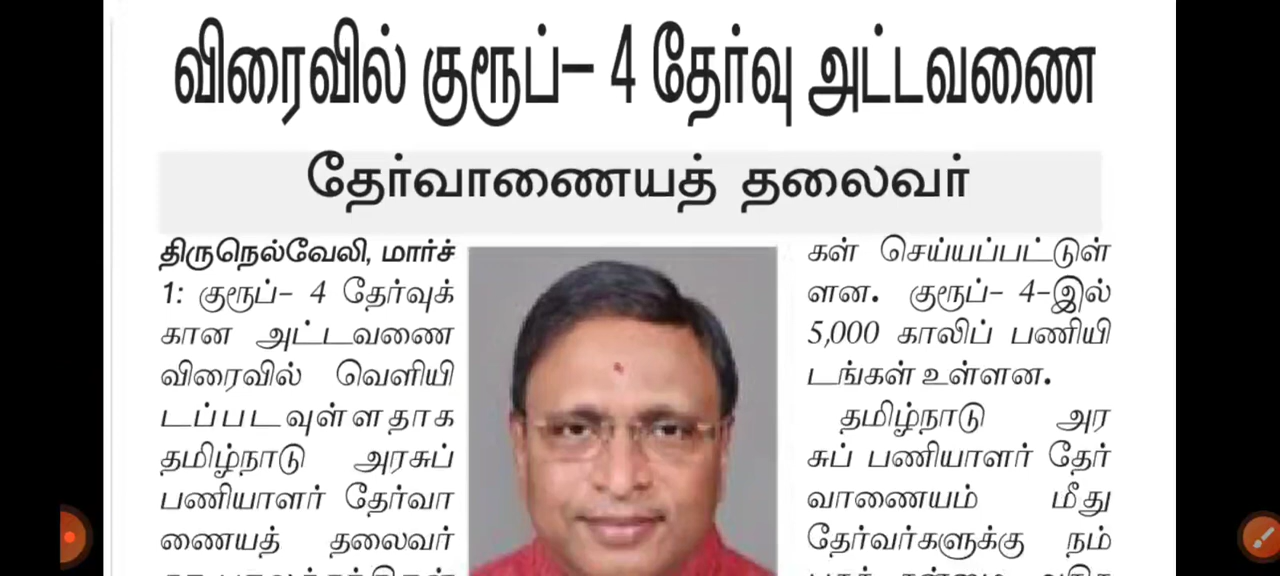 விரைவில் குரூப்– 4 தேர்வு அட்டவணை
தேர்வாணையத் தலைவர்
திருநெல்வேலி, மார்ச்
1: குரூப்– 4 தேர்வுக்
கான அட்டவணை
விரைவில் வெளியி
டப்படவுள்ளதாக
தமிழ்நாடு அரசுப்
பணியாளர் தேர்வா
ணையத் தலைவர்
கள் செய்யப்பட்டுள்
ளன. குரூப்– 4–இல்
5,000 காலிப் பணியி
டங்கள் உள்ளன.
தமிழ்நாடு அர
சுப் பணியாளர் தேர்
வாணையம் மீது
தேர்வர்களுக்கு நம்